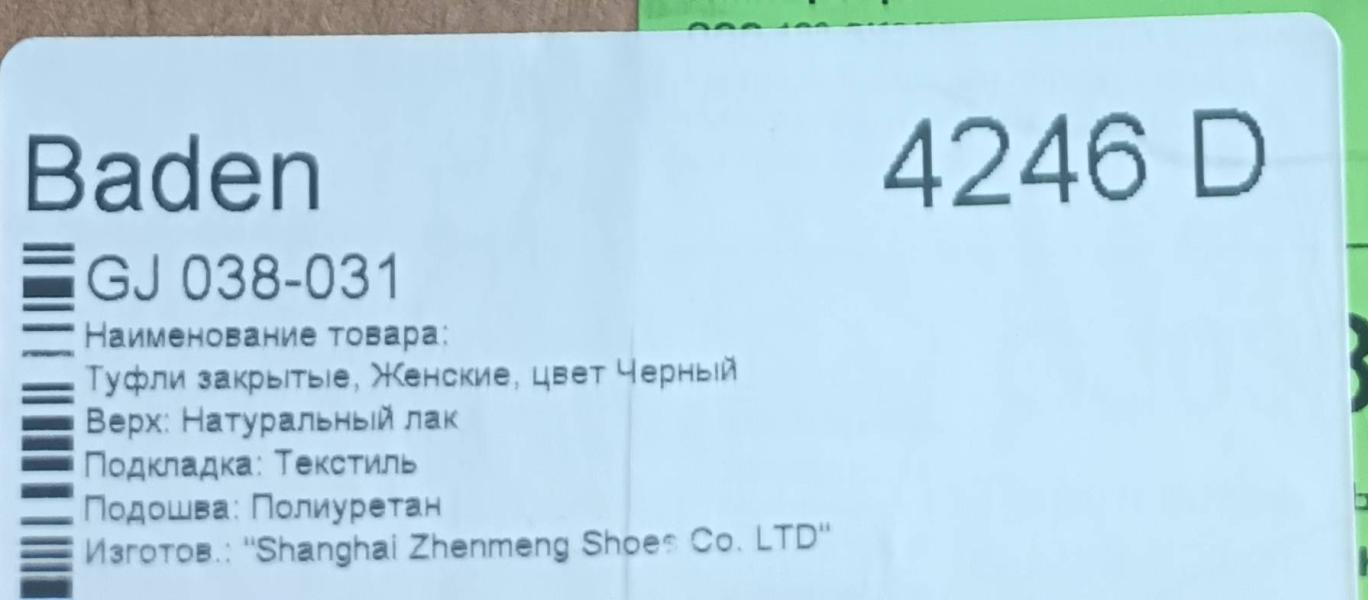 Baden 4246 D
GJ 038-031
Наименование товара:
Туфли закрытые, Женские, цвет Черный
Верх: Натуральный лак
Подкладка: Текстиль
Подошва: Полиуретан
Изготов.: "Shanghai Zhenmeng Shoes Co. LTD"